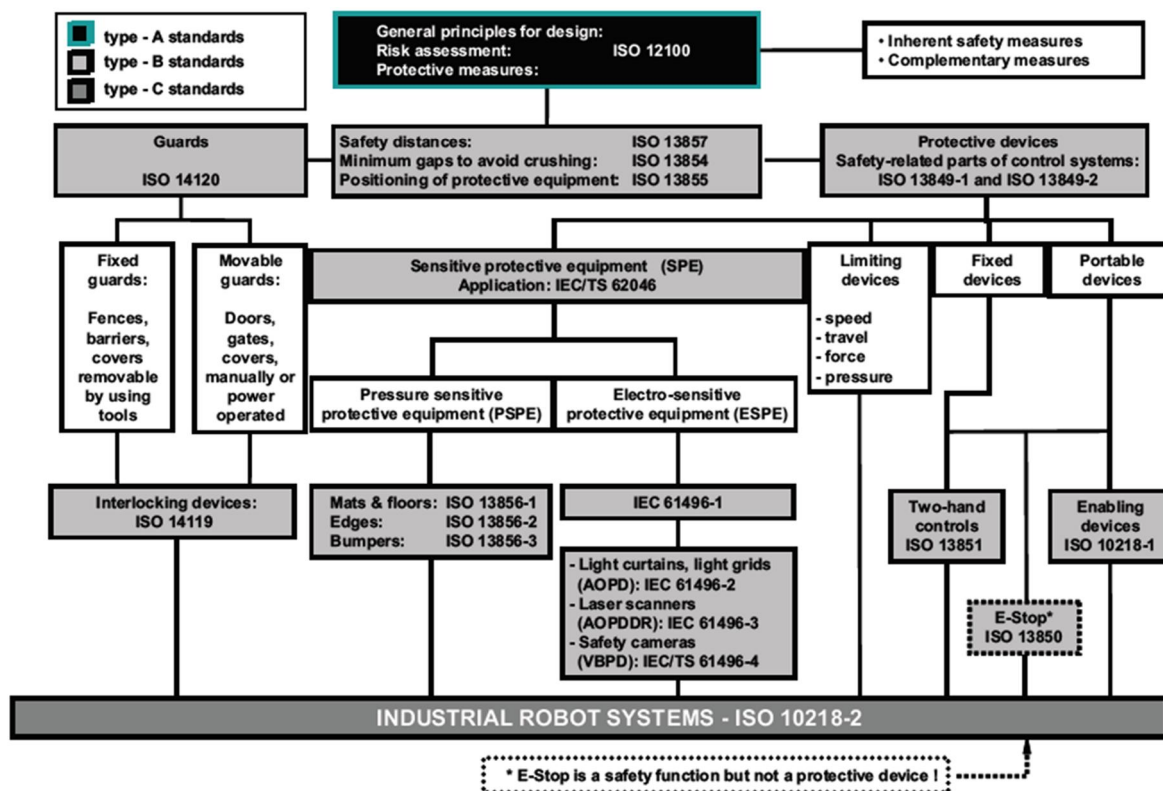 type - A standards
type - B standards
type - C standards
General principles for design:
Risk assessment: ISO 12100
Protective measures:
• Inherent safety measures
• Complementary measures
Guards
ISO 14120
Safety distances: ISO 13857
Minimum gaps to avoid crushing: ISO 13854
Positioning of protective equipment: ISO 13855
Protective devices
Safety-related parts of control systems:
ISO 13849-1 and ISO 13849-2
Fixed
guards:
Fences,
barriers,
covers
removable
by using
tools
Movable
guards:
Doors,
gates,
covers,
manually or
power
operated
Sensitive protective equipment (SPE)
Application: IEC/TS 62046
Limiting
devices
- speed
- travel
- force
- pressure
Fixed
devices
Portable
devices
Pressure sensitive
protective equipment (PSPE)
Electro-sensitive
protective equipment (ESPE)
Interlocking devices:
ISO 14119
Mats & floors: ISO 13856-1
Edges: ISO 13856-2
Bumpers: ISO 13856-3
IEC 61496-1
- Light curtains, light grids
(AOPD): IEC 61496-2
- Laser scanners
(AOPDDR): IEC 61496-3
- Safety cameras
(VBPD): IEC/TS 61496-4
Two-hand
controls
ISO 13851
Enabling
devices
ISO 10218-1
E-Stop*
ISO 13850
INDUSTRIAL ROBOT SYSTEMS - ISO 10218-2
* E-Stop is a safety function but not a protective device !